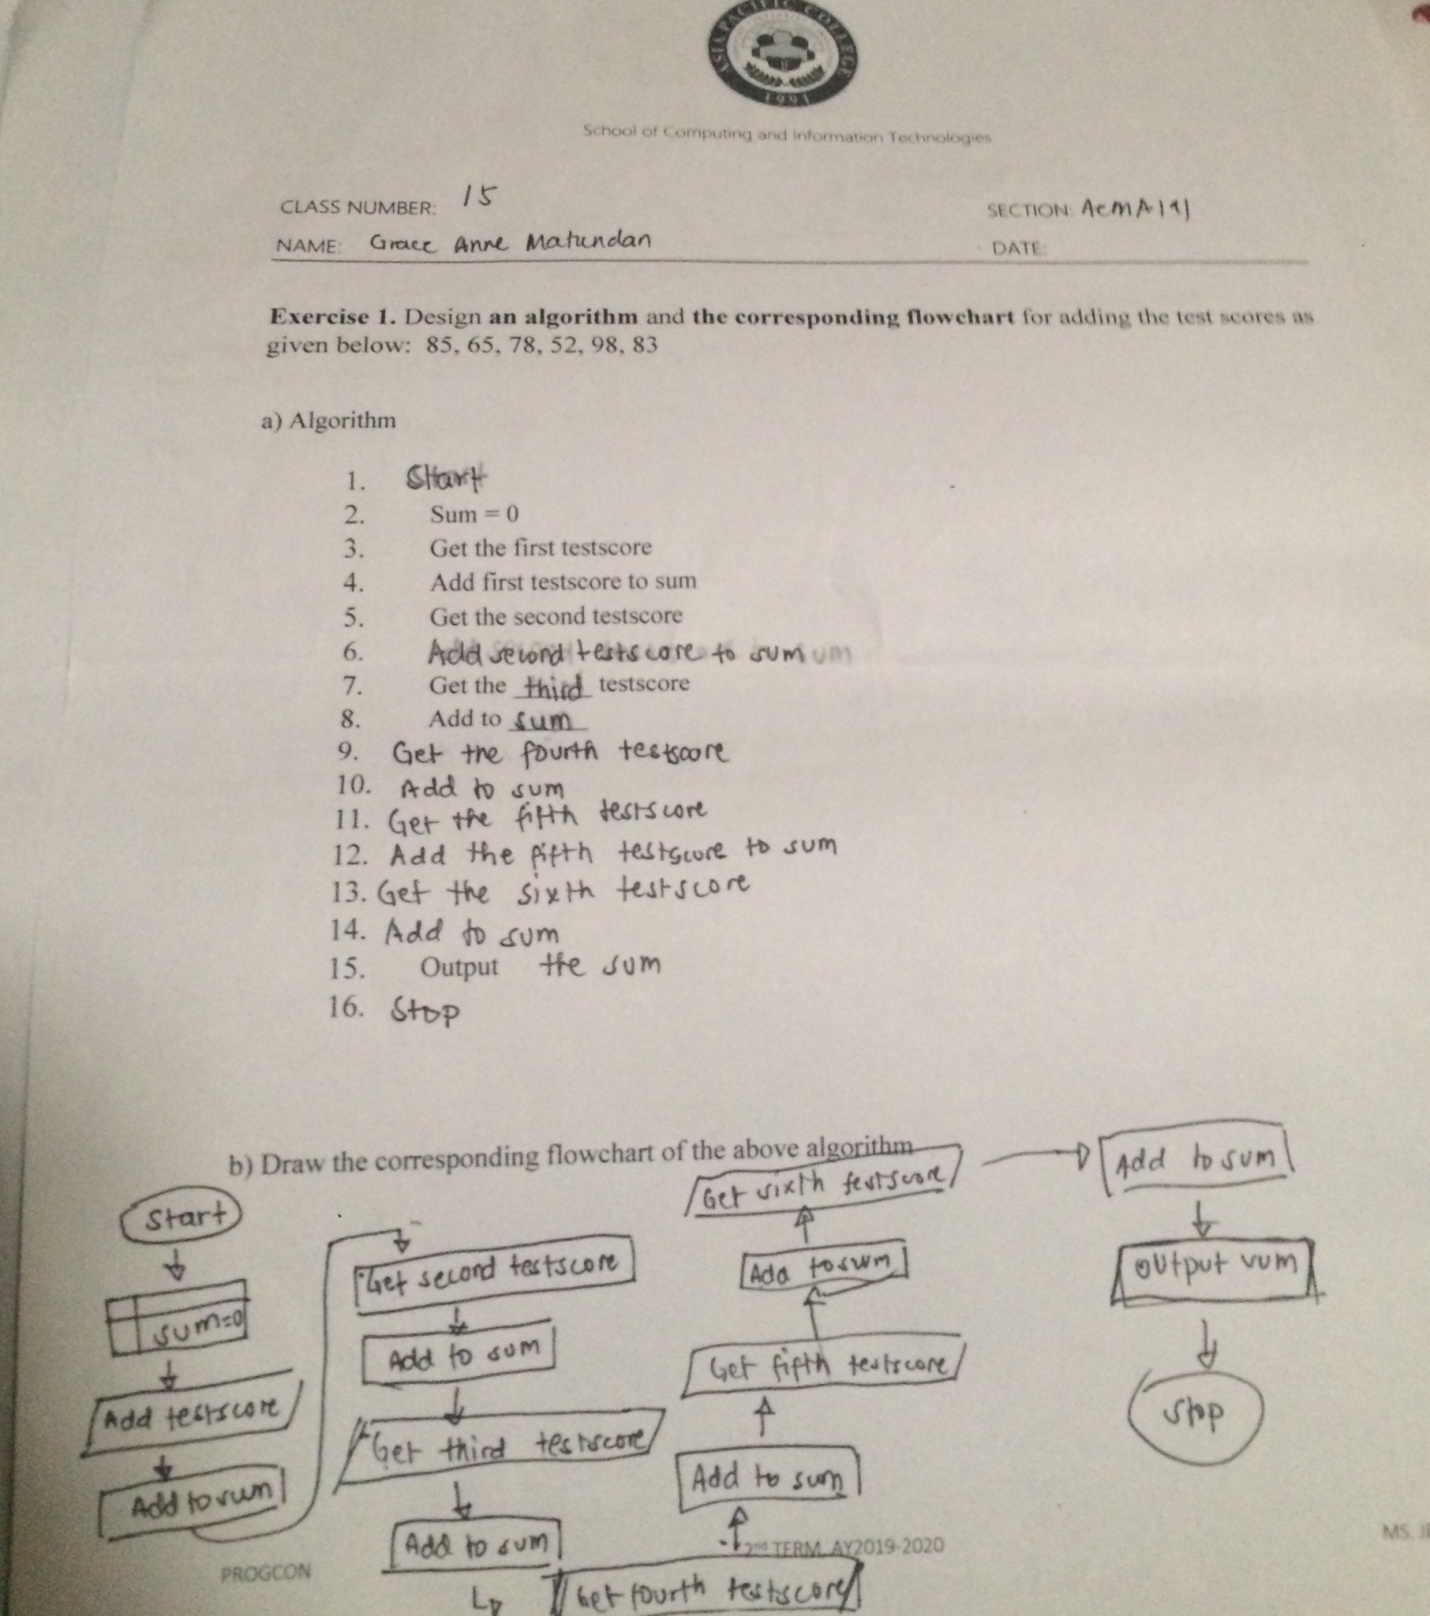 ASIA PACIFIC COLLEGE
1991
School of Computing and Information Technologies
CLASS NUMBER: 15
SECTION: ACMA191
NAME: Grace Anne Matundan
DATE:
Exercise 1. Design an algorithm and the corresponding flowchart for adding the test scores as
given below: 85, 65, 78, 52, 98, 83
a) Algorithm
1. Start
2. Sum = 0
3. Get the first testscore
4. Add first testscore to sum
5. Get the second testscore
6. Add second testscore to sum um
7. Get the third testscore
8. Add to sum
9. Get the fourth testscore
10. Add to sum
11. Get the fifth testscore
12. Add the fifth testscore to sum
13. Get the sixth testscore
14. Add to sum
15. Output the sum
16. Stop
b) Draw the corresponding flowchart of the above algorithm
Start
sum=0
Add testscore
Add to sum
Get second testscore
Add to sum
Get third testscore
Add to sum
Get fourth testscore
Add to sum
Get fifth testscore
Add to sum
Get sixth testscore
Add to sum
output sum
stop
PROGCON
2nd TERM, AY2019-2020
MS.